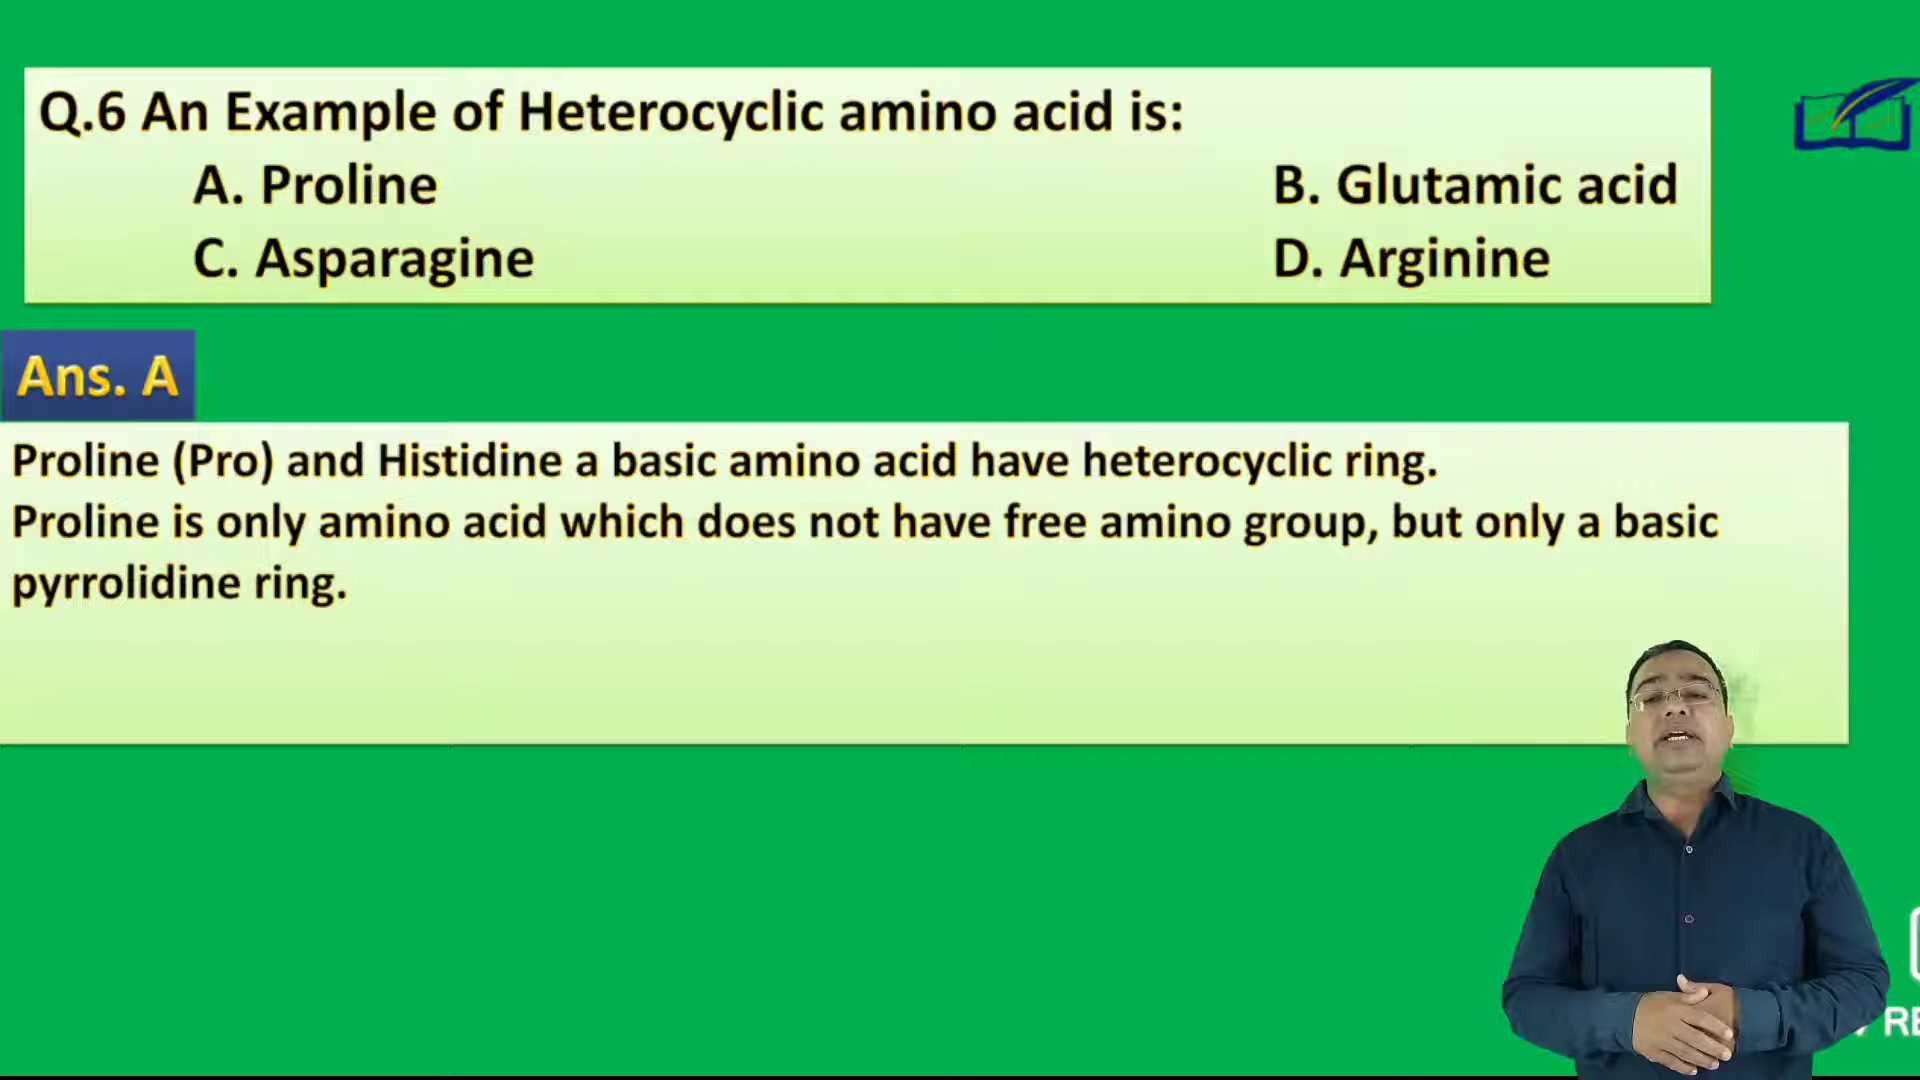 Q.6 An Example of Heterocyclic amino acid is:
A. Proline B. Glutamic acid
C. Asparagine D. Arginine
Ans. A
Proline (Pro) and Histidine a basic amino acid have heterocyclic ring.
Proline is only amino acid which does not have free amino group, but only a basic
pyrrolidine ring.